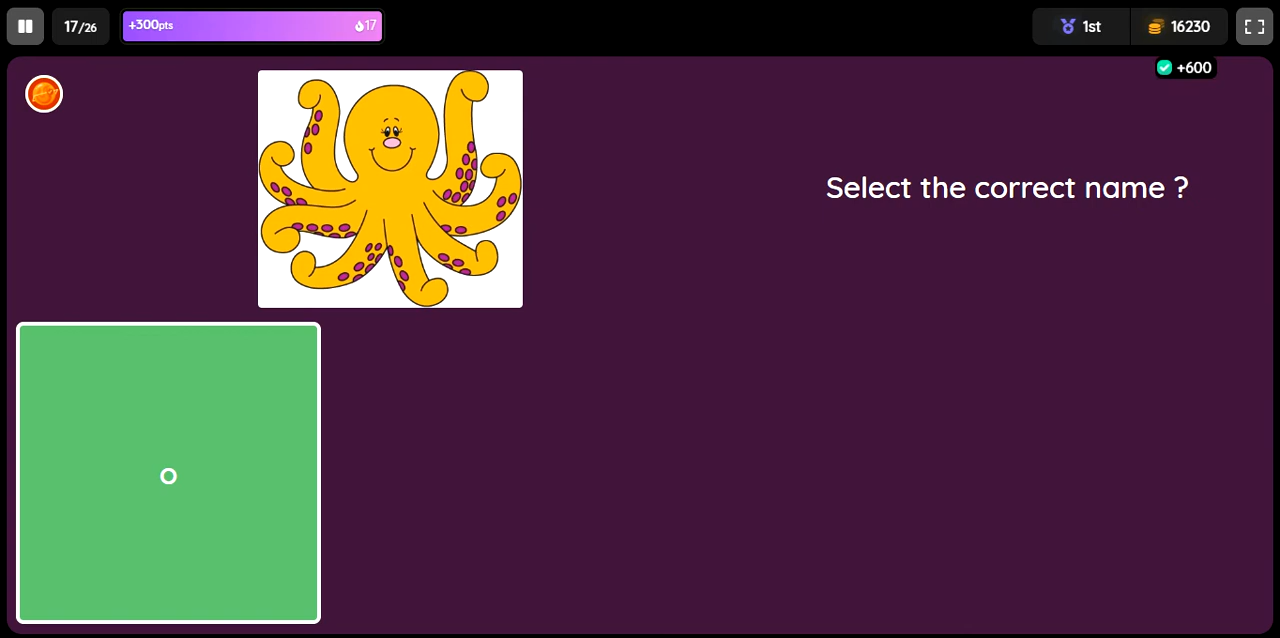 17/26
+300pts
17
1st
16230
+600
Select the correct name ?
O